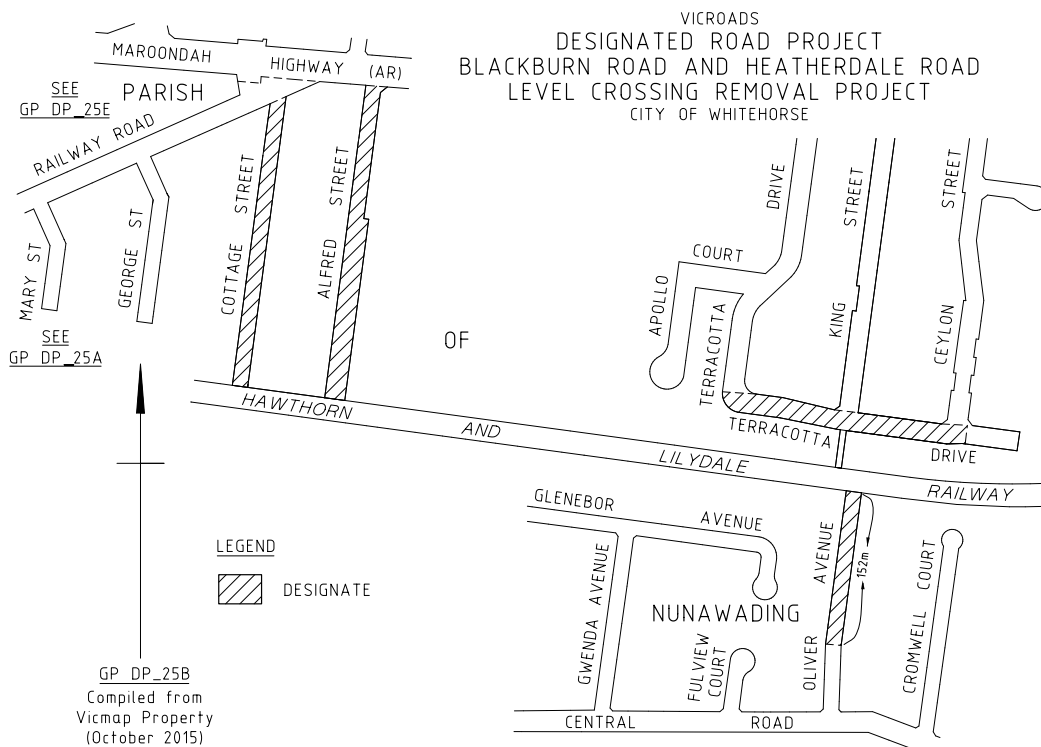 VICROADS
DESIGNATED ROAD PROJECT
BLACKBURN ROAD AND HEATHERDALE ROAD
LEVEL CROSSING REMOVAL PROJECT
CITY OF WHITEHORSE
MAROONDAH HIGHWAY (AR)
SEE
GP DP_25E
PARISH
RAILWAY ROAD
MARY ST
GEORGE ST
COTTAGE STREET
ALFRED STREET
SEE
GP DP_25A
OF
APOLLO COURT
TERRACOTTA DRIVE
KING STREET
CEYLON STREET
TERRACOTTA DRIVE
HAWTHORN AND LILYDALE RAILWAY
GLENEBOR AVENUE
GWENDA AVENUE
NUNAWADING
FULVIEW
COURT
OLIVER AVENUE
152m
CROMWELL COURT
CENTRAL ROAD
LEGEND
DESIGNATE
GP DP_25B
Compiled from
Vicmap Property
(October 2015)